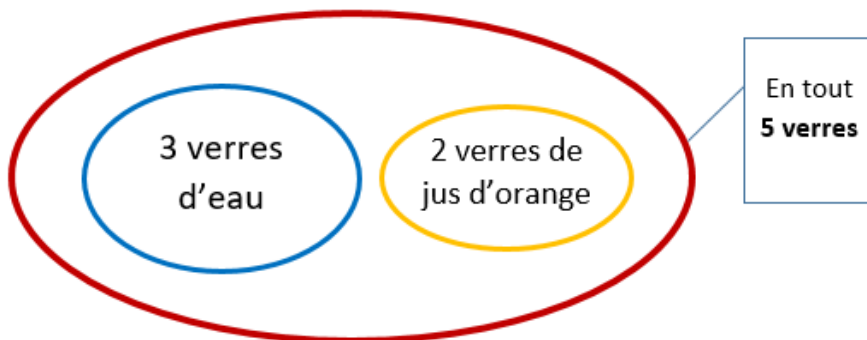 3 verres
d’eau
2 verres de
jus d’orange
En tout
5 verres